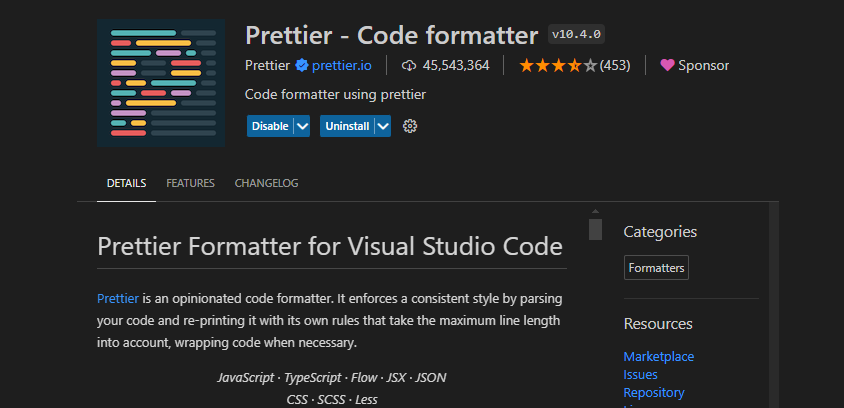 Prettier - Code formatter v10.4.0
Prettier prettier.io 45,543,364 (453) Sponsor
Code formatter using prettier
Disable Uninstall
DETAILS FEATURES CHANGELOG
Prettier Formatter for Visual Studio Code
Prettier is an opinionated code formatter. It enforces a consistent style by parsing
your code and re-printing it with its own rules that take the maximum line length
into account, wrapping code when necessary.
JavaScript · TypeScript · Flow · JSX · JSON
CSS · SCSS · Less
Categories
Formatters
Resources
Marketplace
Issues
Repository